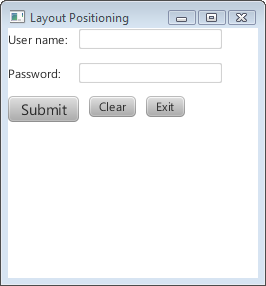 Layout Positioning
User name:
Password:
Submit Clear Exit